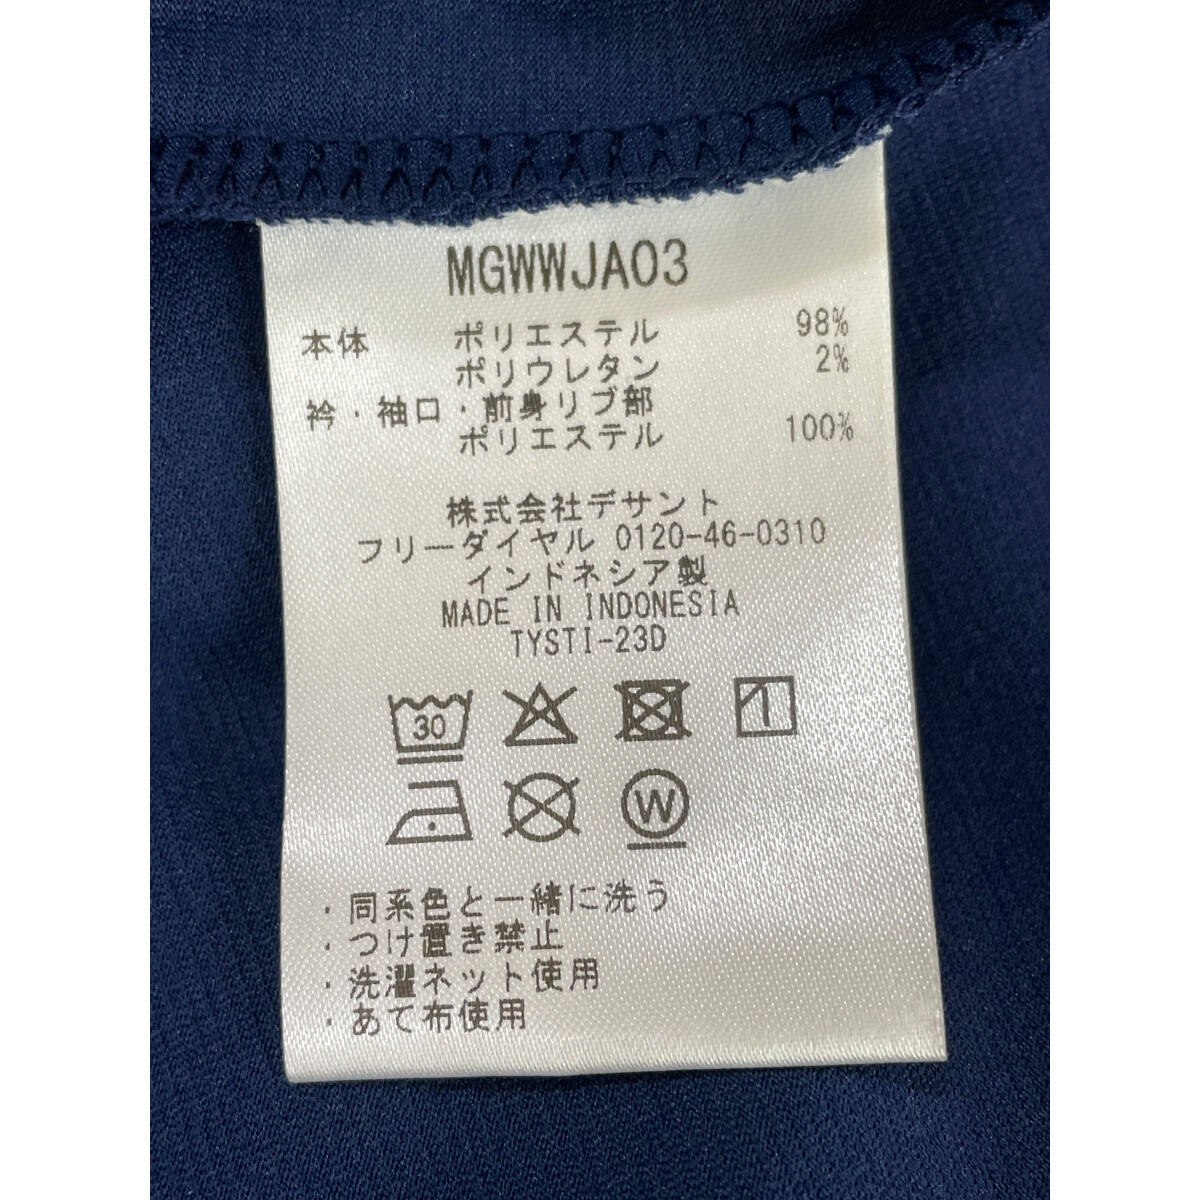 MGWWJA03
本体 ポリエステル 98%
ポリウレタン 2%
衿・袖口・前身リブ部
ポリエステル 100%
株式会社デサント
フリーダイヤル 0120-46-0310
インドネシア製
MADE IN INDONESIA
TYSTI-23D
30
W
・同系色と一緒に洗う
・つけ置き禁止
・洗濯ネット使用
・あて布使用